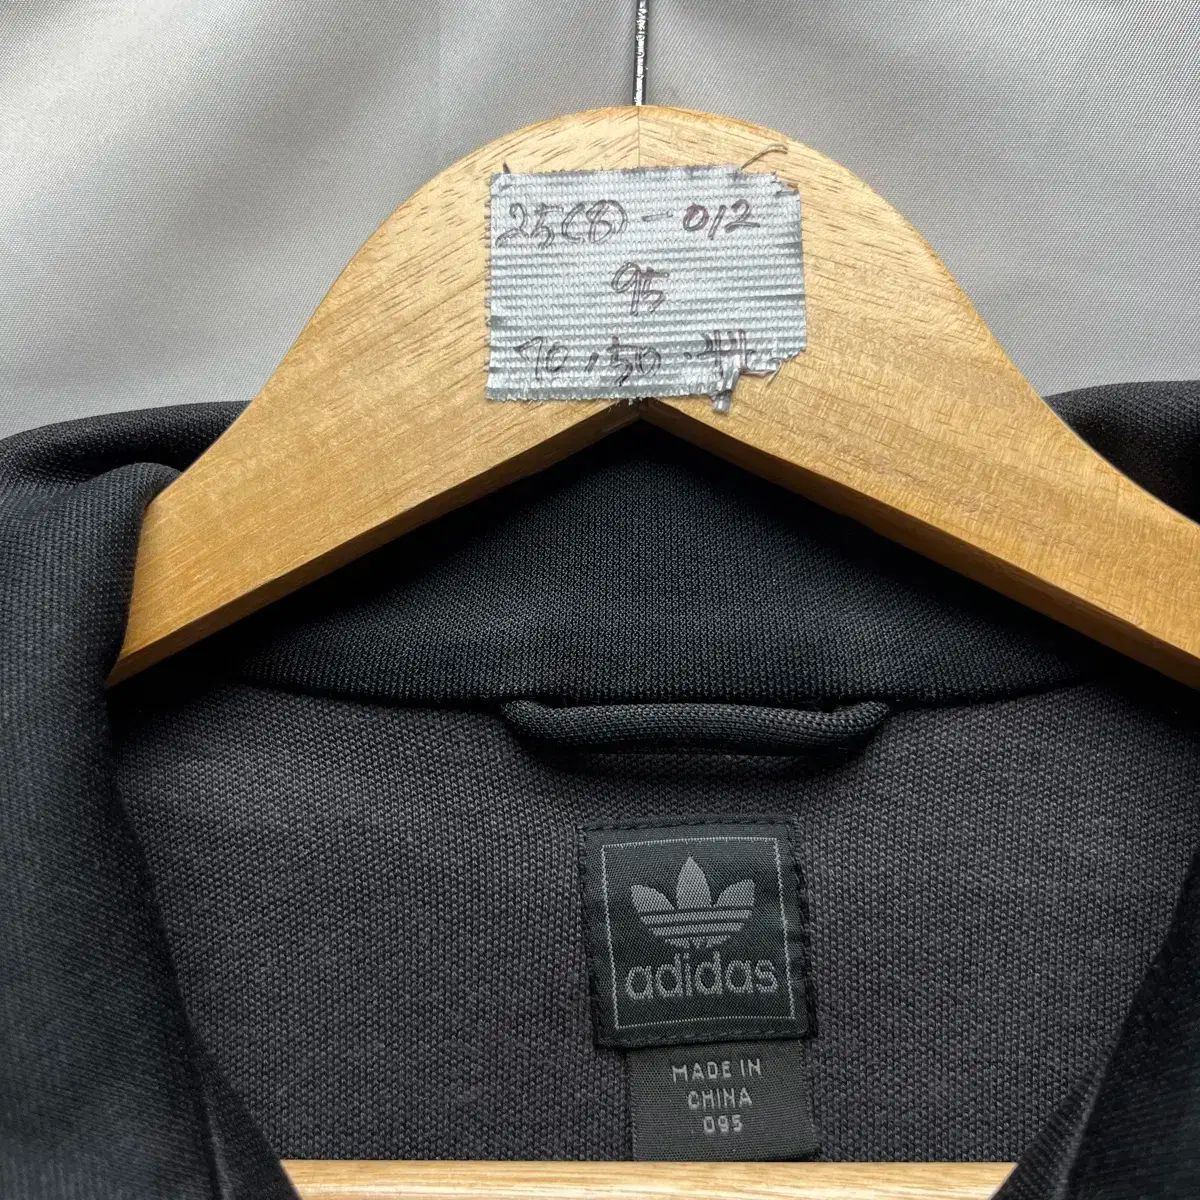 25(8) - 012
95
70.50
adidas
MADE IN
CHINA
095